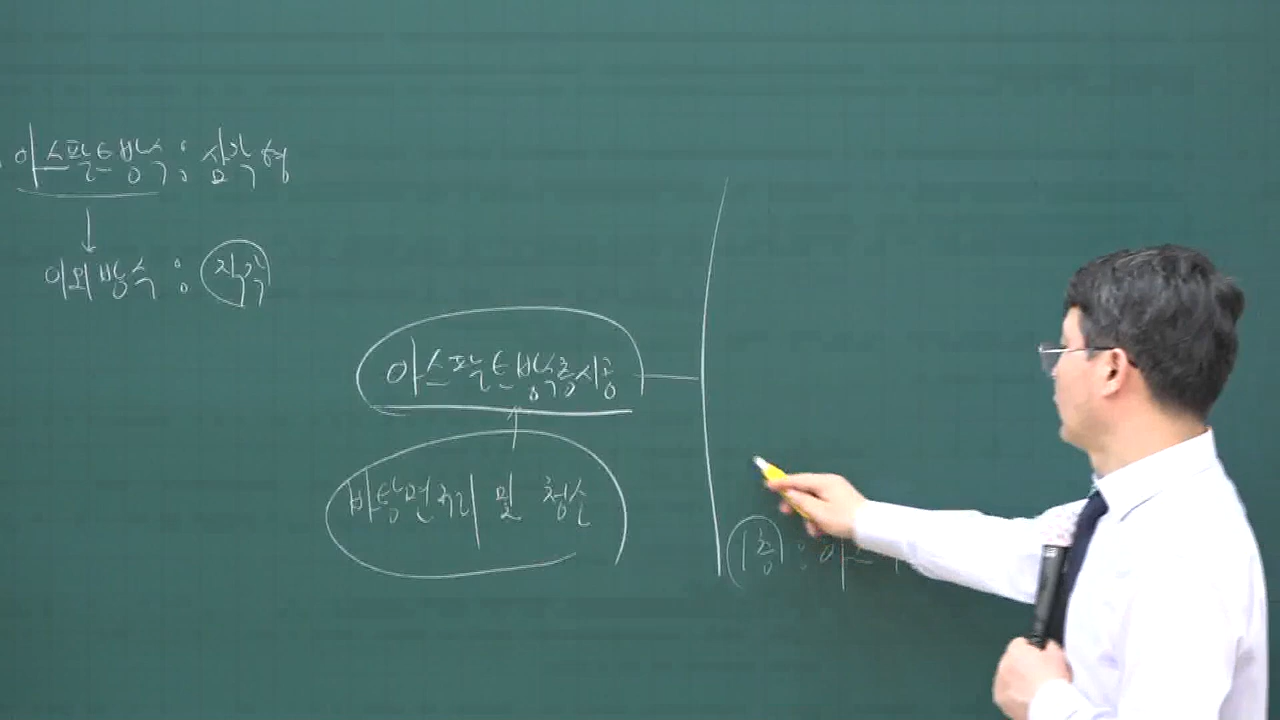 아스팔트방수 : 삼각형
↓
이외 방수 : 직각
아스팔트방수층시공
바탕면처리 및 청소
1층 : 아스